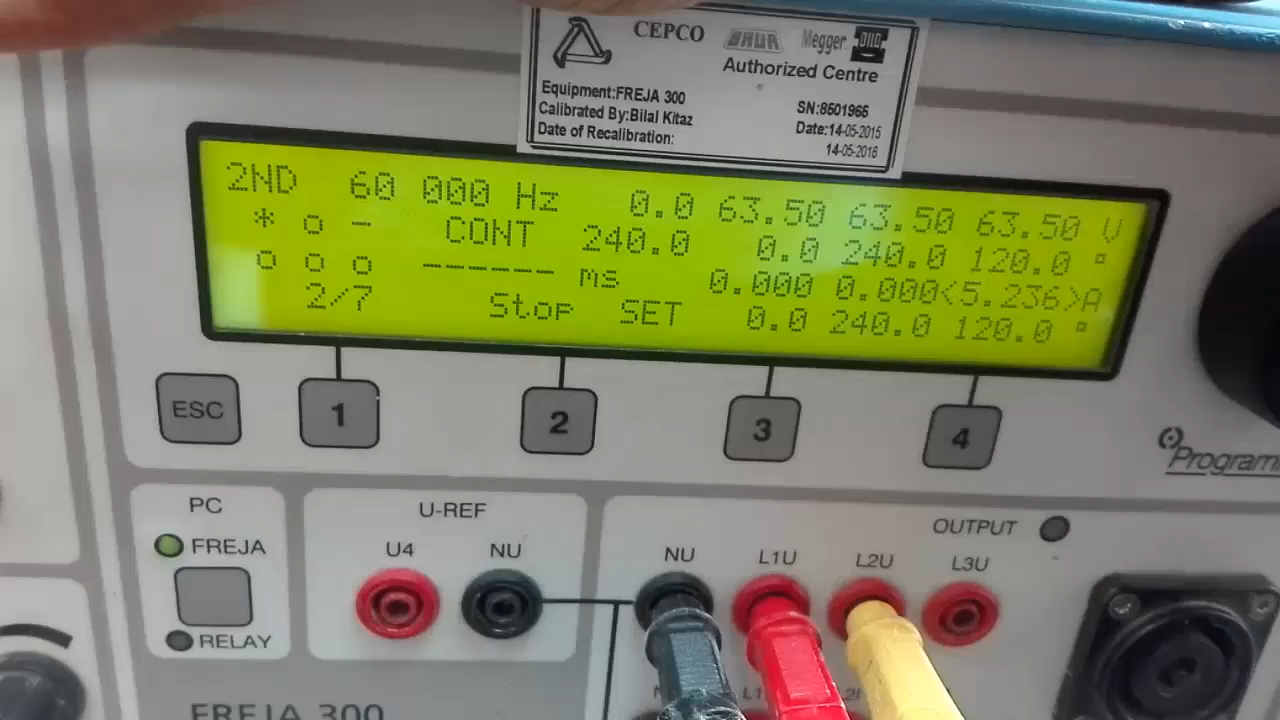 CEPCO BAUR Megger. DILO
Authorized Centre
Equipment:FREJA 300 SN:8501965
Calibrated By:Bilal Kitaz Date:14-05-2015
Date of Recalibration: 14-05-2016
2ND 60 000 Hz 0.0 63.50 63.50 63.50 V
* o - CONT 240.0 0.0 240.0 120.0 °
o o o ------ ms 0.000 0.000<5.236>A
2/7 Stop SET 0.0 240.0 120.0 °
ESC 1 2 3 4
PC
FREJA
RELAY
U-REF
U4 NU
OUTPUT
NU L1U L2U L3U
FREJA 300